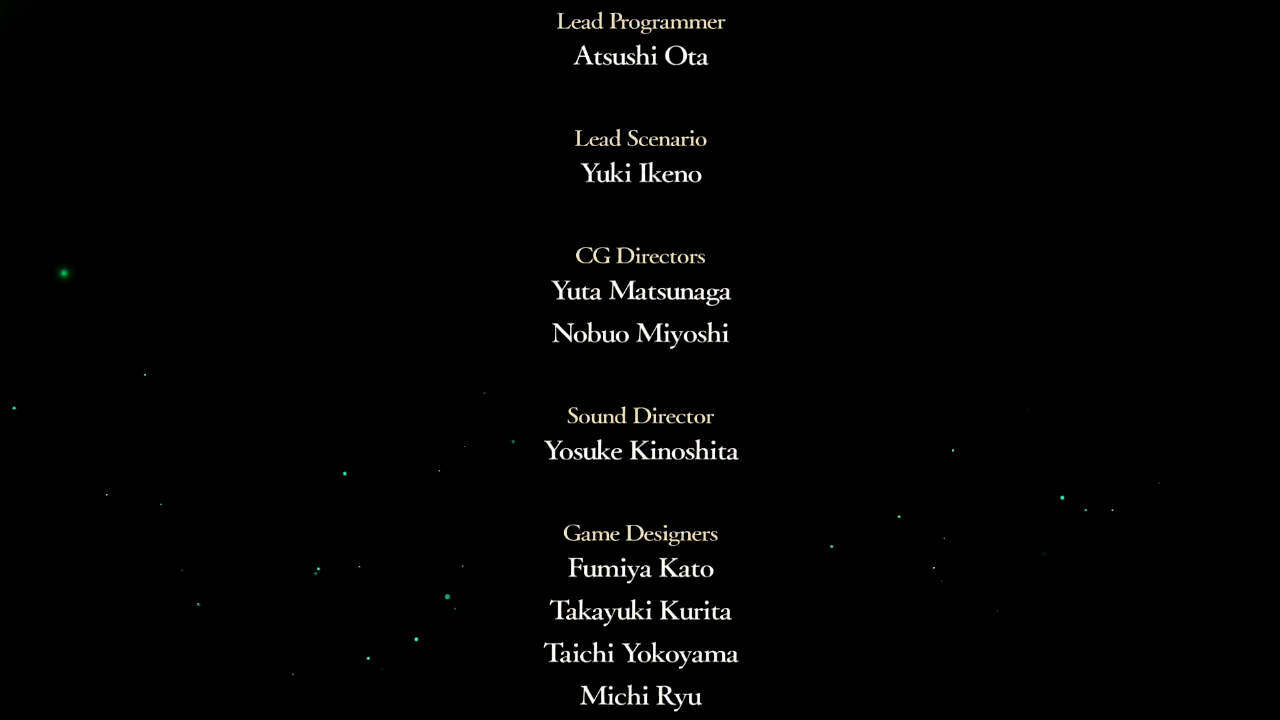 Lead Programmer
Atsushi Ota
Lead Scenario
Yuki Ikeno
CG Directors
Yuta Matsunaga
Nobuo Miyoshi
Sound Director
Yosuke Kinoshita
Game Designers
Fumiya Kato
Takayuki Kurita
Taichi Yokoyama
Michi Ryu